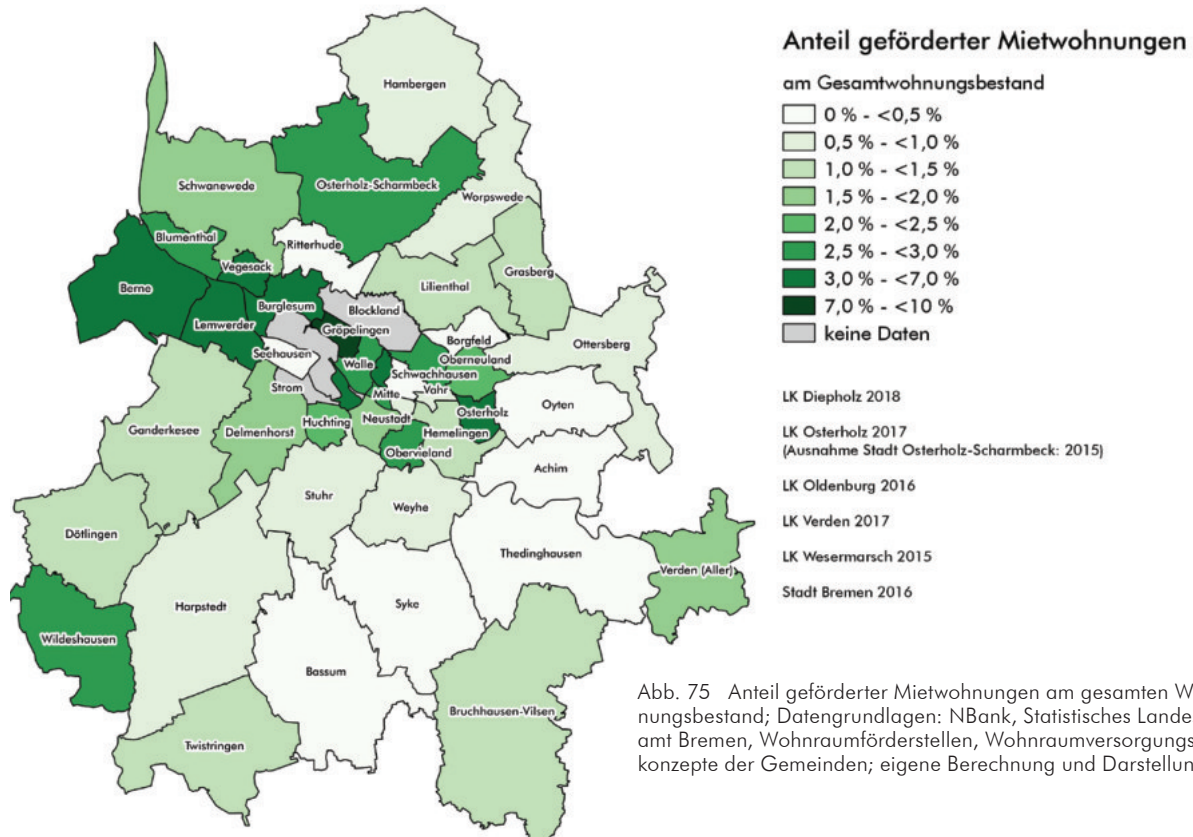 Anteil geförderter Mietwohnungen
am Gesamtwohnungsbestand
0 % - <0,5 %
0,5 % - <1,0 %
1,0 % - <1,5 %
1,5 % - <2,0 %
2,0 % - <2,5 %
2,5 % - <3,0 %
3,0 % - <7,0 %
7,0 % - <10 %
keine Daten
LK Diepholz 2018
LK Osterholz 2017
(Ausnahme Stadt Osterholz-Scharmbeck: 2015)
LK Oldenburg 2016
LK Verden 2017
LK Wesermarsch 2015
Stadt Bremen 2016
Hambergen
Schwanewede
Osterholz-Scharmbeck
Worpswede
Blumenthal
Ritterhude
Vegesack
Grasberg
Berne
Lilienthal
Burglesum
Blockland
Lemwerder
Gröpelingen
Borgfeld
Ottersberg
Seehausen
Walle
Oberneuland
Schwachhausen
Strom
Mitte
Vahr
Oyten
Ganderkesee
Delmenhorst
Huchting
Neustadt
Osterholz
Hemelingen
Obervieland
Achim
Stuhr
Weyhe
Dötlingen
Thedinghausen
Verden (Aller)
Harpstedt
Syke
Wildeshausen
Bassum
Bruchhausen-Vilsen
Twistringen
Abb. 75 Anteil geförderter Mietwohnungen am gesamten W
nungsbestand; Datengrundlagen: NBank, Statistisches Lande
amt Bremen, Wohnraumförderstellen, Wohnraumversorgungs
konzepte der Gemeinden; eigene Berechnung und Darstellun